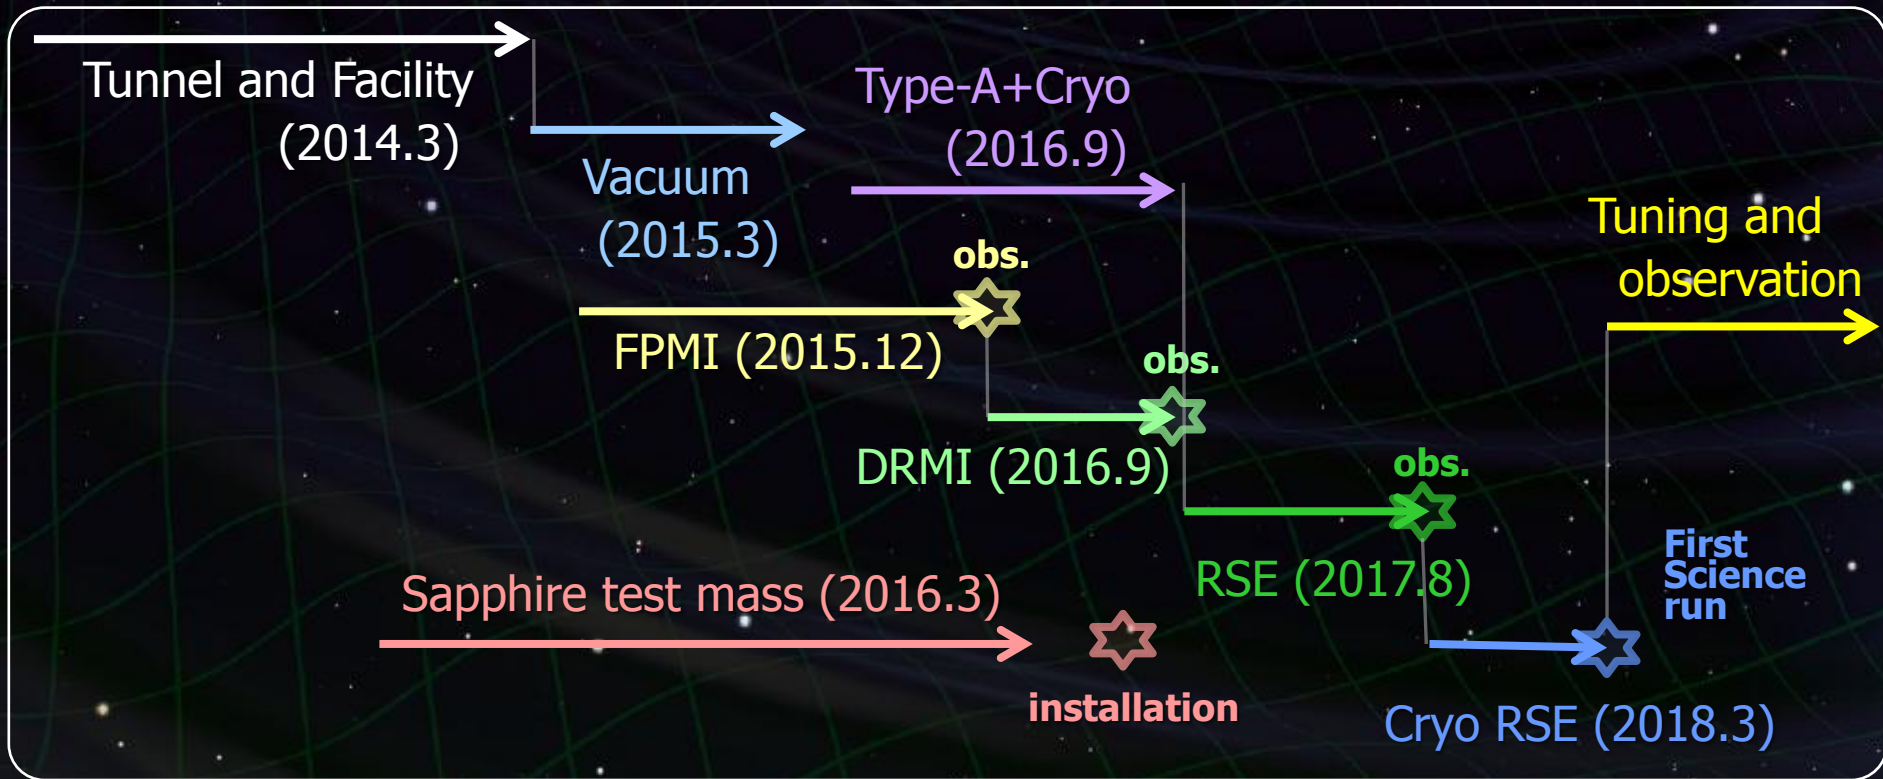 Tunnel and Facility
(2014.3)
Type-A+Cryo
(2016.9)
Vacuum
(2015.3)
Tuning and
observation
obs.
FPMI (2015.12)
obs.
DRMI (2016.9)
obs.
RSE (2017.8)
First
Science
run
Sapphire test mass (2016.3)
installation
Cryo RSE (2018.3)